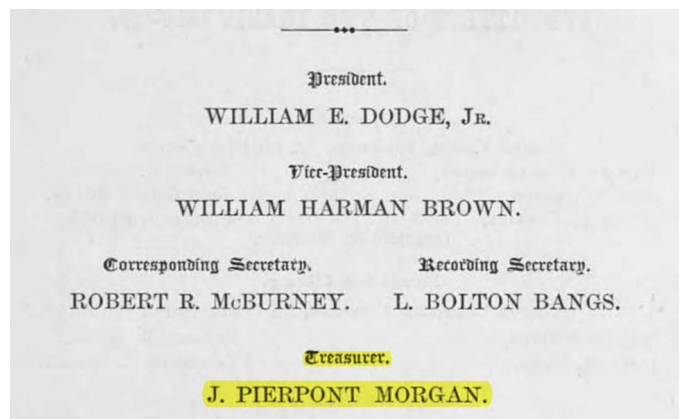 President.
WILLIAM E. DODGE, JR.
Vice-President.
WILLIAM HARMAN BROWN.
Corresponding Secretary. Recording Secretary.
ROBERT R. McBURNEY. L. BOLTON BANGS.
Treasurer.
J. PIERPONT MORGAN.